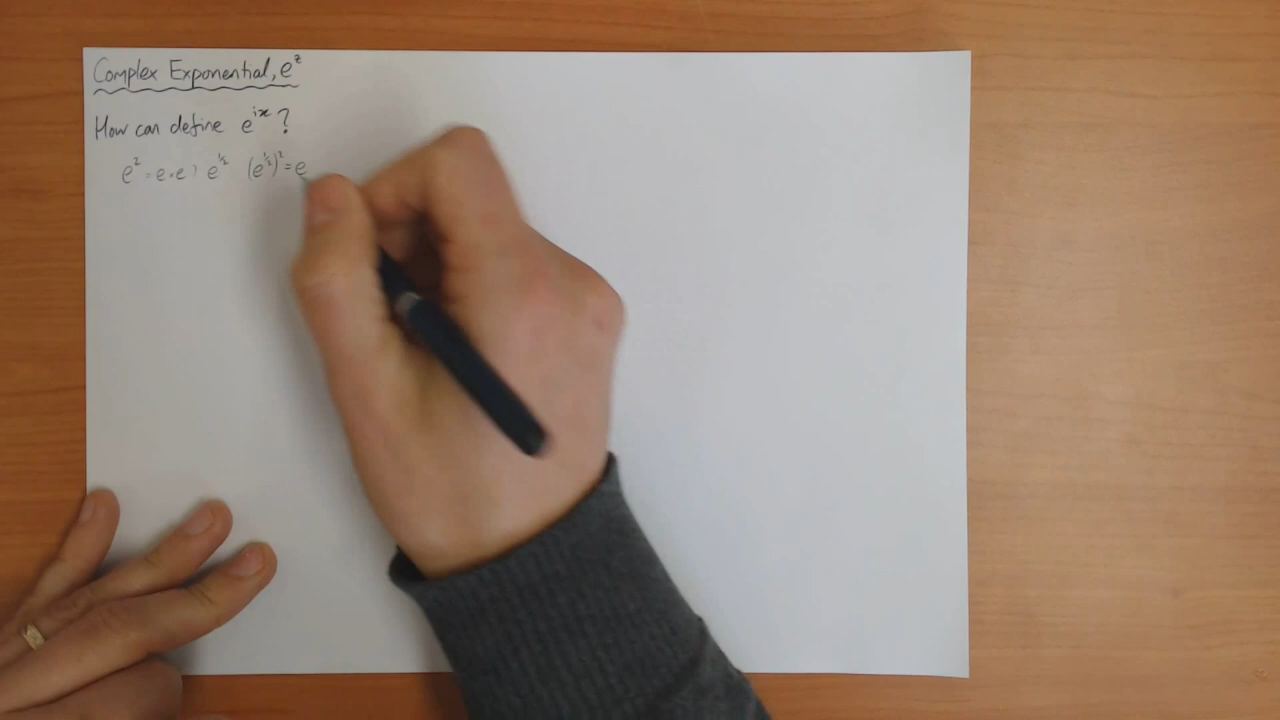 Complex Exponential, e^z
How can define e^{ix} ?
e^2 = e×e, e^{1/2} (e^{1/2})^2 = e